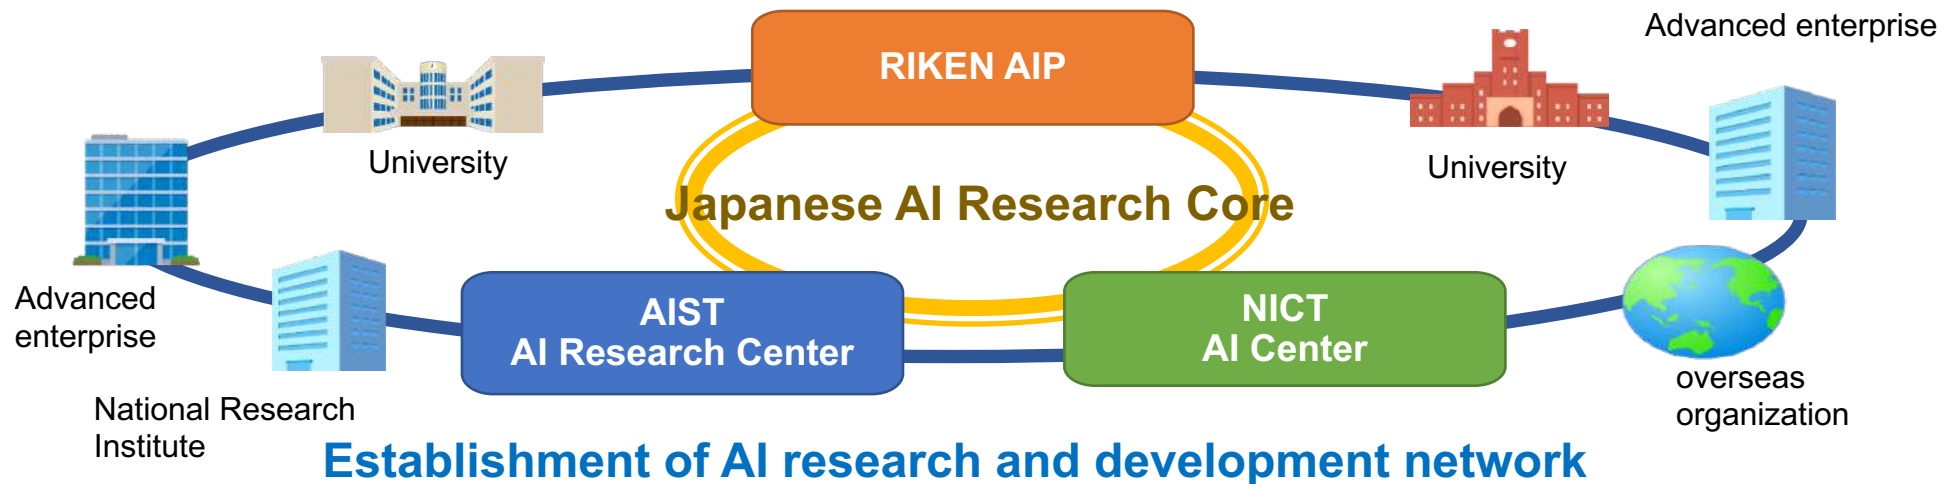 Advanced enterprise
RIKEN AIP
University
University
Japanese AI Research Core
Advanced
enterprise
AIST
AI Research Center
NICT
AI Center
National Research
Institute
overseas
organization
Establishment of AI research and development network